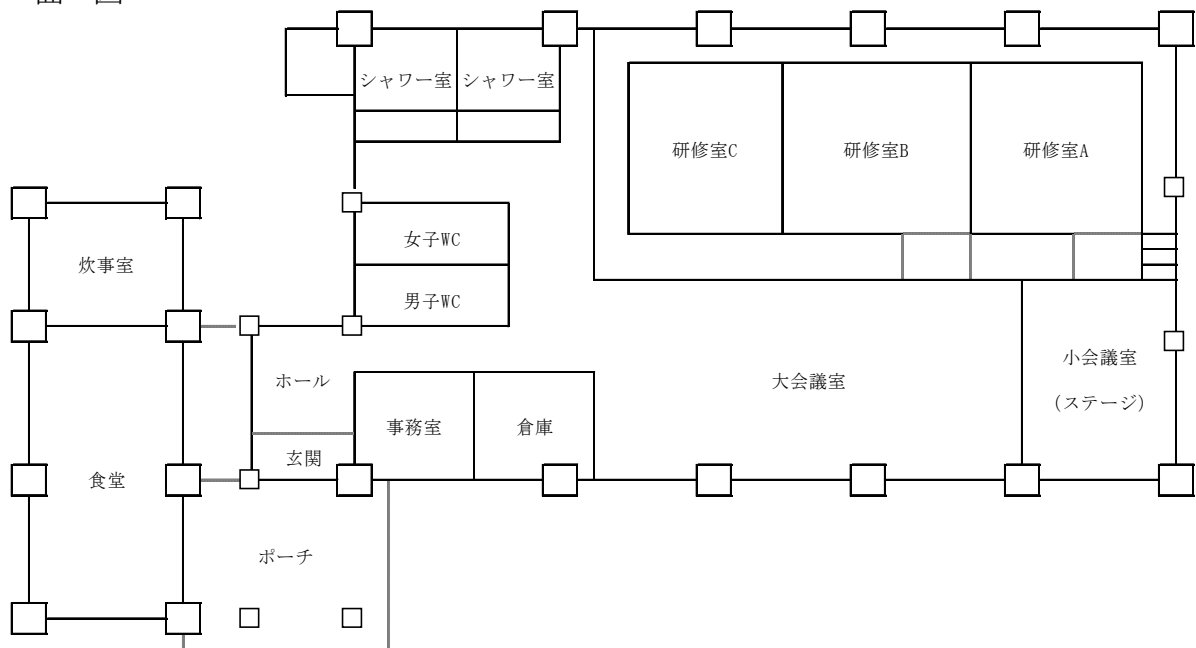 シャワー室 シャワー室
研修室C 研修室B 研修室A
女子WC
炊事室
男子WC
小会議室
ホール
大会議室
(ステージ)
事務室 倉庫
玄関
食堂
ポーチ